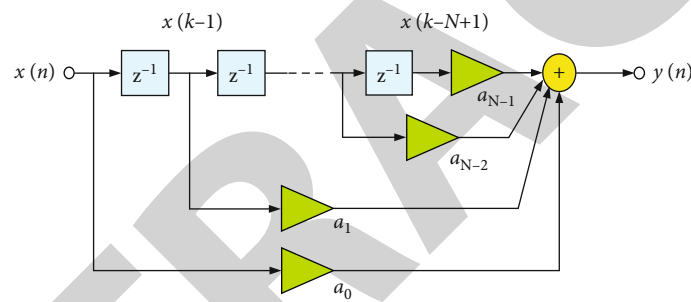 x (k–1)
x (k–N+1)
x (n)
z⁻¹
z⁻¹
z⁻¹
+
y (n)
aN–1
aN–2
a1
a0